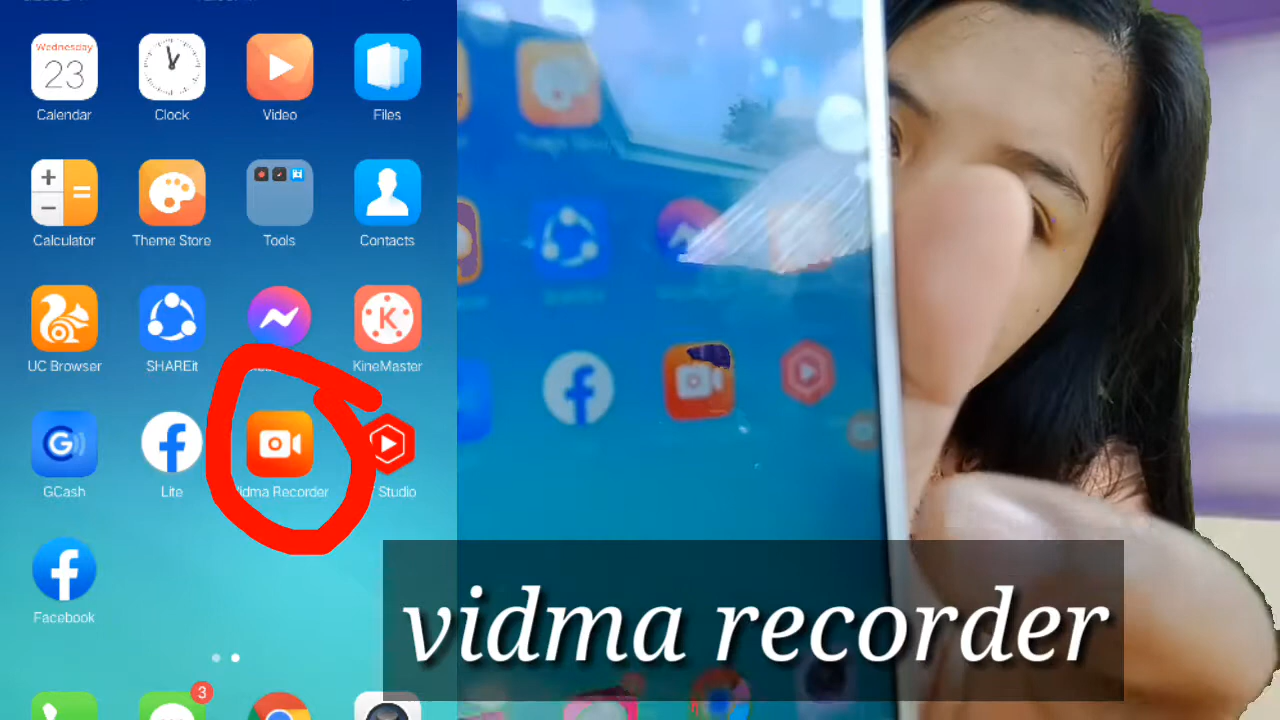 Wednesday
23
Calendar
Clock
Video
Files
Calculator
Theme Store
Tools
Contacts
UC Browser
SHAREit
K
KineMaster
G
GCash
Lite
idma Recorder
Studio
Facebook
3
vidma recorder